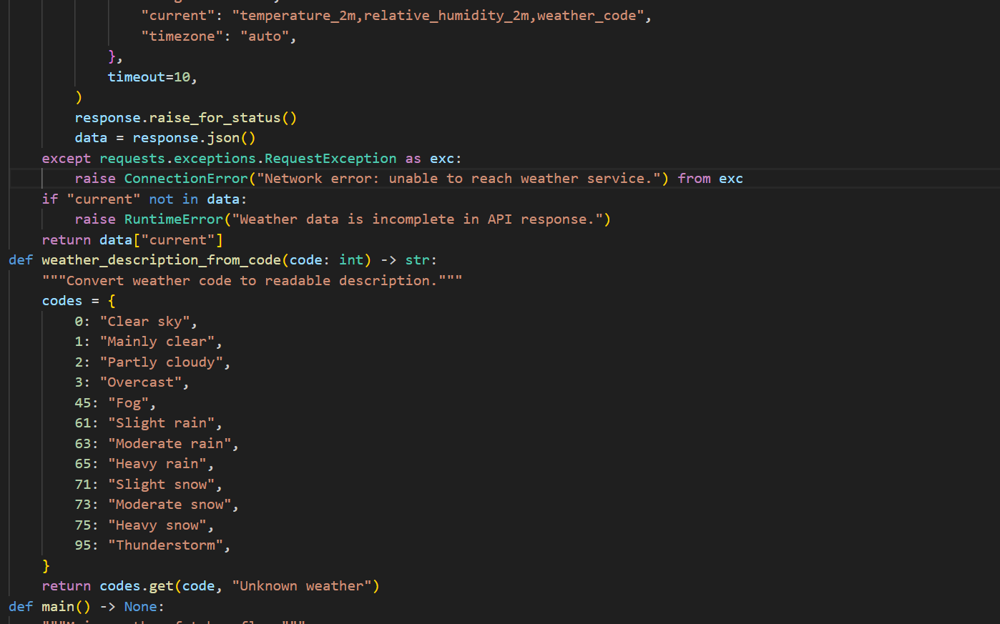 "current": "temperature_2m,relative_humidity_2m,weather_code",
"timezone": "auto",
},
timeout=10,
)
response.raise_for_status()
data = response.json()
except requests.exceptions.RequestException as exc:
raise ConnectionError("Network error: unable to reach weather service.") from exc
if "current" not in data:
raise RuntimeError("Weather data is incomplete in API response.")
return data["current"]
def weather_description_from_code(code: int) -> str:
"""Convert weather code to readable description."""
codes = {
0: "Clear sky",
1: "Mainly clear",
2: "Partly cloudy",
3: "Overcast",
45: "Fog",
61: "Slight rain",
63: "Moderate rain",
65: "Heavy rain",
71: "Slight snow",
73: "Moderate snow",
75: "Heavy snow",
95: "Thunderstorm",
}
return codes.get(code, "Unknown weather")
def main() -> None: